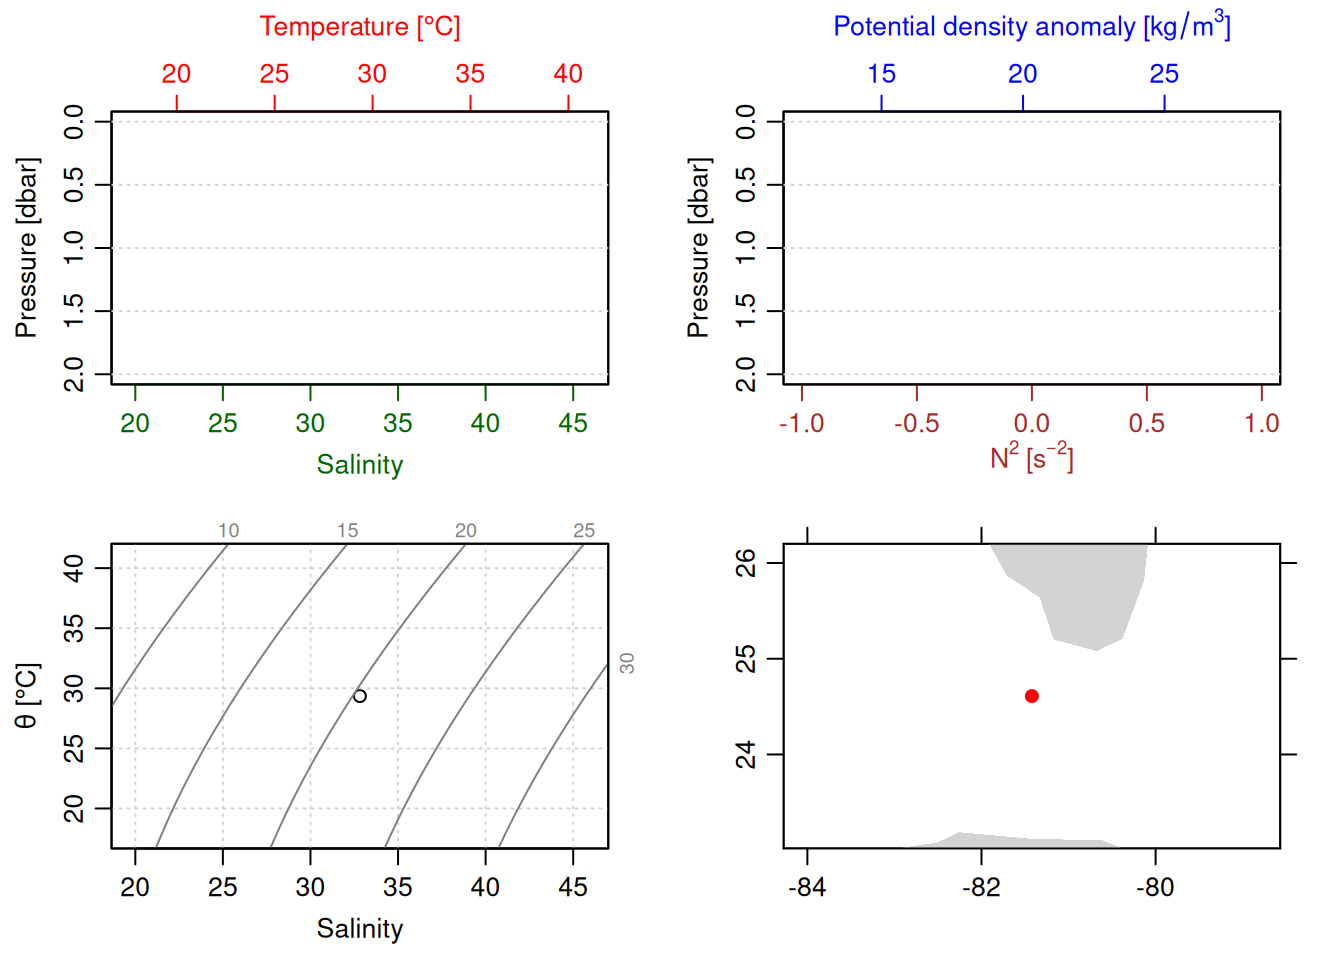 Temperature [°C]
20 25 30 35 40
0.0
0.5
1.0
1.5
2.0
Pressure [dbar]
20 25 30 35 40 45
Salinity
Potential density anomaly [kg/m³]
15 20 25
0.0
0.5
1.0
1.5
2.0
Pressure [dbar]
-1.0 -0.5 0.0 0.5 1.0
N² [s⁻²]
10 15 20 25
30
40
35
30
25
20
θ [°C]
20 25 30 35 40 45
Salinity
26
25
24
-84 -82 -80